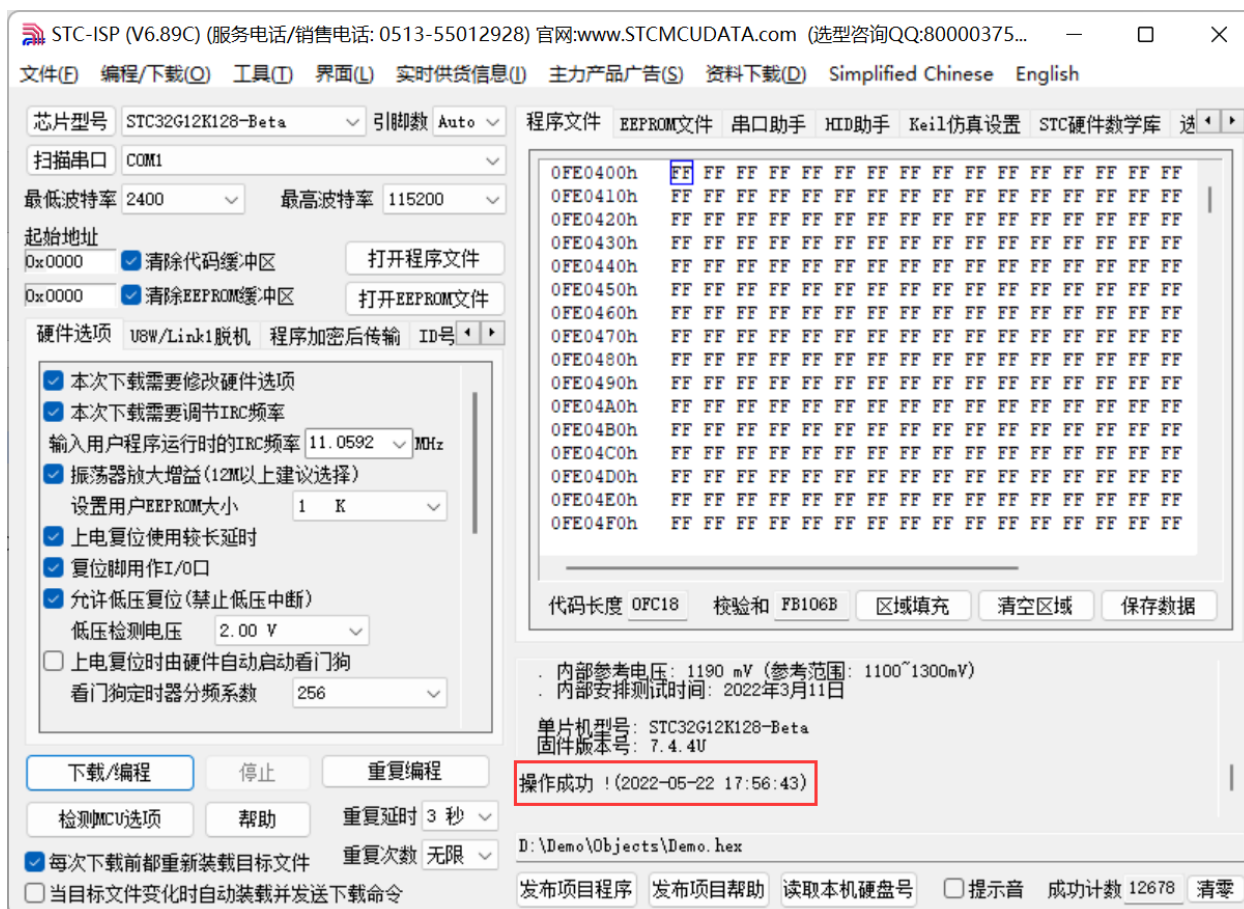 STC-ISP (V6.89C) (服务电话/销售电话: 0513-55012928) 官网:www.STCMCUDATA.com (选型咨询QQ:80000375...
文件(F) 编程/下载(O) 工具(T) 界面(L) 实时供货信息(I) 主力产品广告(S) 资料下载(D) Simplified Chinese English
芯片型号 STC32G12K128-Beta 引脚数 Auto
扫描串口 COM1
最低波特率 2400 最高波特率 115200
起始地址
0x0000 清除代码缓冲区 打开程序文件
0x0000 清除EEPROM缓冲区 打开EEPROM文件
硬件选项 U8W/Link1脱机 程序加密后传输 ID号
本次下载需要修改硬件选项
本次下载需要调节IRC频率
输入用户程序运行时的IRC频率 11.0592 MHz
振荡器放大增益(12M以上建议选择)
设置用户EEPROM大小 1 K
上电复位使用较长延时
复位脚用作I/O口
允许低压复位(禁止低压中断)
低压检测电压 2.00 V
上电复位时由硬件自动启动看门狗
看门狗定时器分频系数 256
下载/编程 停止 重复编程
检测MCU选项 帮助 重复延时 3 秒
每次下载前都重新装载目标文件 重复次数 无限
当目标文件变化时自动装载并发送下载命令
程序文件 EEPROM文件 串口助手 HID助手 Keil仿真设置 STC硬件数学库 选
0FE0400h FF FF FF FF FF FF FF FF FF FF FF FF FF FF FF FF
0FE0410h FF FF FF FF FF FF FF FF FF FF FF FF FF FF FF FF
0FE0420h FF FF FF FF FF FF FF FF FF FF FF FF FF FF FF FF
0FE0430h FF FF FF FF FF FF FF FF FF FF FF FF FF FF FF FF
0FE0440h FF FF FF FF FF FF FF FF FF FF FF FF FF FF FF FF
0FE0450h FF FF FF FF FF FF FF FF FF FF FF FF FF FF FF FF
0FE0460h FF FF FF FF FF FF FF FF FF FF FF FF FF FF FF FF
0FE0470h FF FF FF FF FF FF FF FF FF FF FF FF FF FF FF FF
0FE0480h FF FF FF FF FF FF FF FF FF FF FF FF FF FF FF FF
0FE0490h FF FF FF FF FF FF FF FF FF FF FF FF FF FF FF FF
0FE04A0h FF FF FF FF FF FF FF FF FF FF FF FF FF FF FF FF
0FE04B0h FF FF FF FF FF FF FF FF FF FF FF FF FF FF FF FF
0FE04C0h FF FF FF FF FF FF FF FF FF FF FF FF FF FF FF FF
0FE04D0h FF FF FF FF FF FF FF FF FF FF FF FF FF FF FF FF
0FE04E0h FF FF FF FF FF FF FF FF FF FF FF FF FF FF FF FF
0FE04F0h FF FF FF FF FF FF FF FF FF FF FF FF FF FF FF FF
代码长度 0FC18 校验和 FB106B 区域填充 清空区域 保存数据
. 内部参考电压: 1190 mV (参考范围: 1100~1300mV)
. 内部安排测试时间: 2022年3月11日
单片机型号: STC32G12K128-Beta
固件版本号: 7.4.4U
操作成功 !(2022-05-22 17:56:43)
D:\Demo\Objects\Demo.hex
发布项目程序 发布项目帮助 读取本机硬盘号 提示音 成功计数 12678 清零